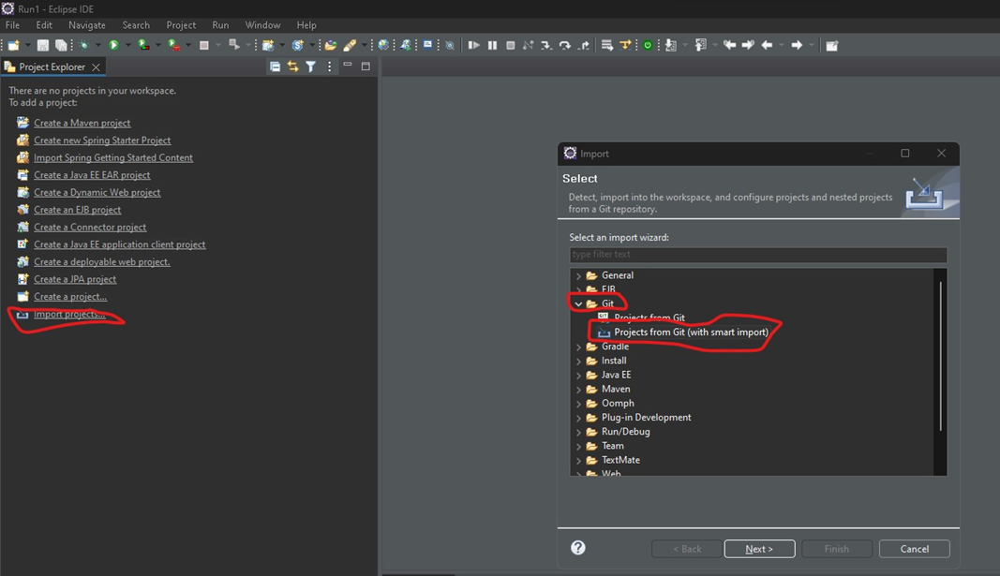 Run1 - Eclipse IDE
File Edit Navigate Search Project Run Window Help
Project Explorer
There are no projects in your workspace.
To add a project:
Create a Maven project
Create new Spring Starter Project
Import Spring Getting Started Content
Create a Java EE EAR project
Create a Dynamic Web project
Create an EJB project
Create a Connector project
Create a Java EE application client project
Create a deployable web project.
Create a JPA project
Create a project...
Import projects...
Import
Select
Detect, import into the workspace, and configure projects and nested projects
from a Git repository.
Select an import wizard:
type filter text
General
EJB
Git
Projects from Git
Projects from Git (with smart import)
Gradle
Install
Java EE
Maven
Oomph
Plug-in Development
Run/Debug
Team
TextMate
Web
< Back Next > Finish Cancel